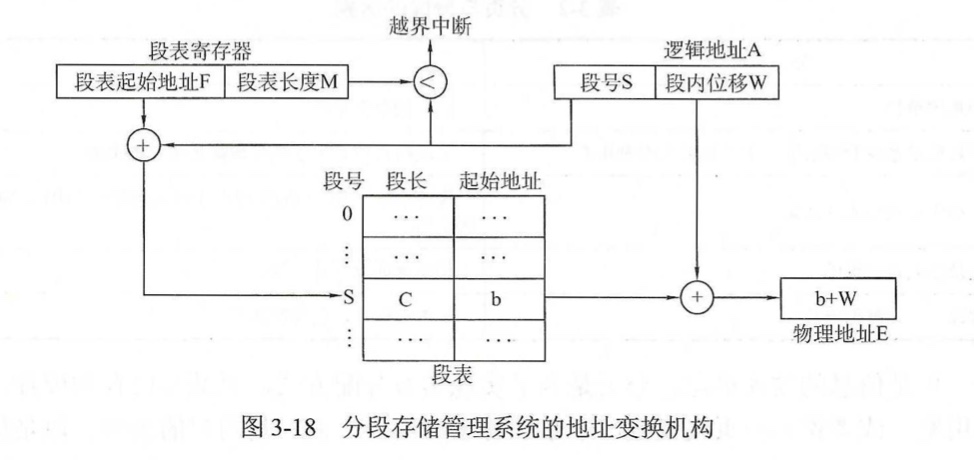 越界中断
段表寄存器
段表起始地址F 段表长度M
<
逻辑地址A
段号S 段内位移W
+
段号 段长 起始地址
0 … …
⋮ … …
S C b
⋮ … …
段表
+
b+W
物理地址E
图 3-18 分段存储管理系统的地址变换机构